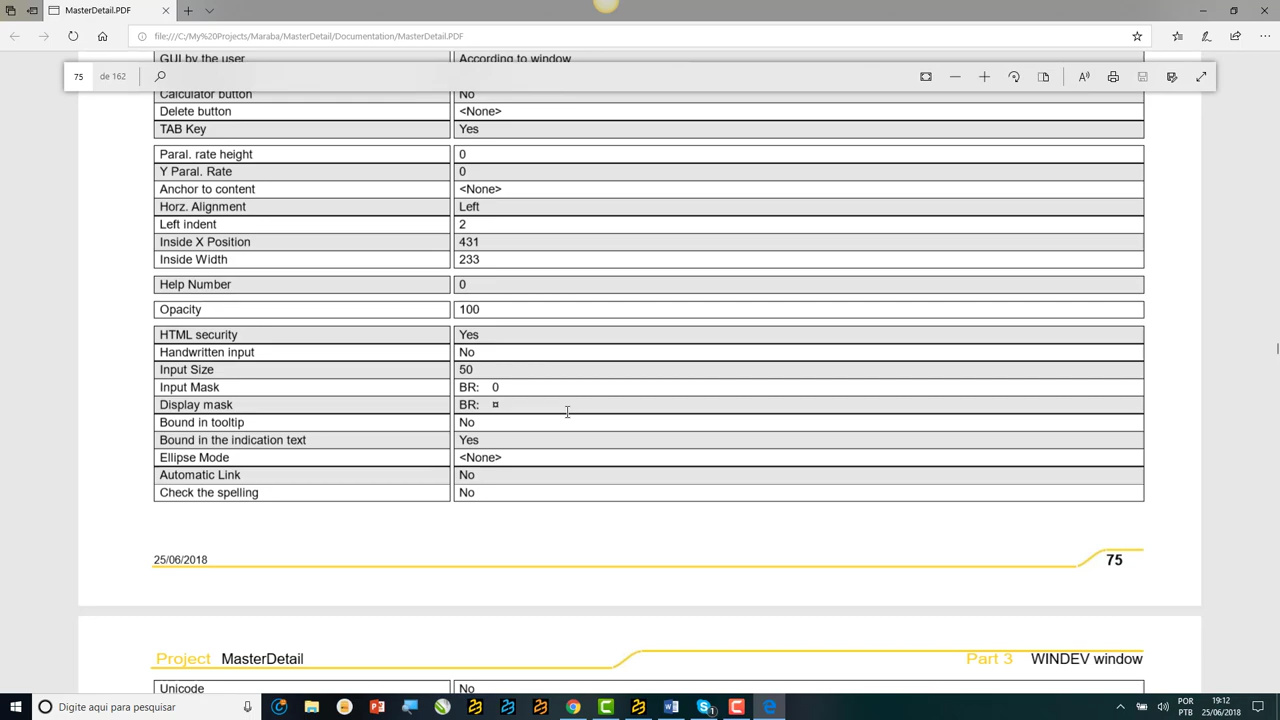 MasterDetail.PDF
file:///C:/My%20Projects/Maraba/MasterDetail/Documentation/MasterDetail.PDF
GUI by the user According to window
75 de 162
Calculator button No
Delete button <None>
TAB Key Yes
Paral. rate height 0
Y Paral. Rate 0
Anchor to content <None>
Horz. Alignment Left
Left indent 2
Inside X Position 431
Inside Width 233
Help Number 0
Opacity 100
HTML security Yes
Handwritten input No
Input Size 50
Input Mask BR: 0
Display mask BR: ¤
Bound in tooltip No
Bound in the indication text Yes
Ellipse Mode <None>
Automatic Link No
Check the spelling No
25/06/2018 75
Project MasterDetail Part 3 WINDEV window
Unicode No
Digite aqui para pesquisar
POR 19:12
PTB 25/06/2018